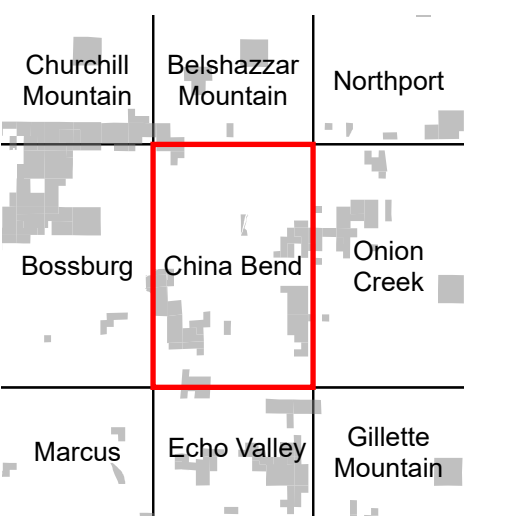 Churchill
Mountain
Belshazzar
Mountain
Northport
Bossburg
China Bend
Onion
Creek
Marcus
Echo Valley
Gillette
Mountain